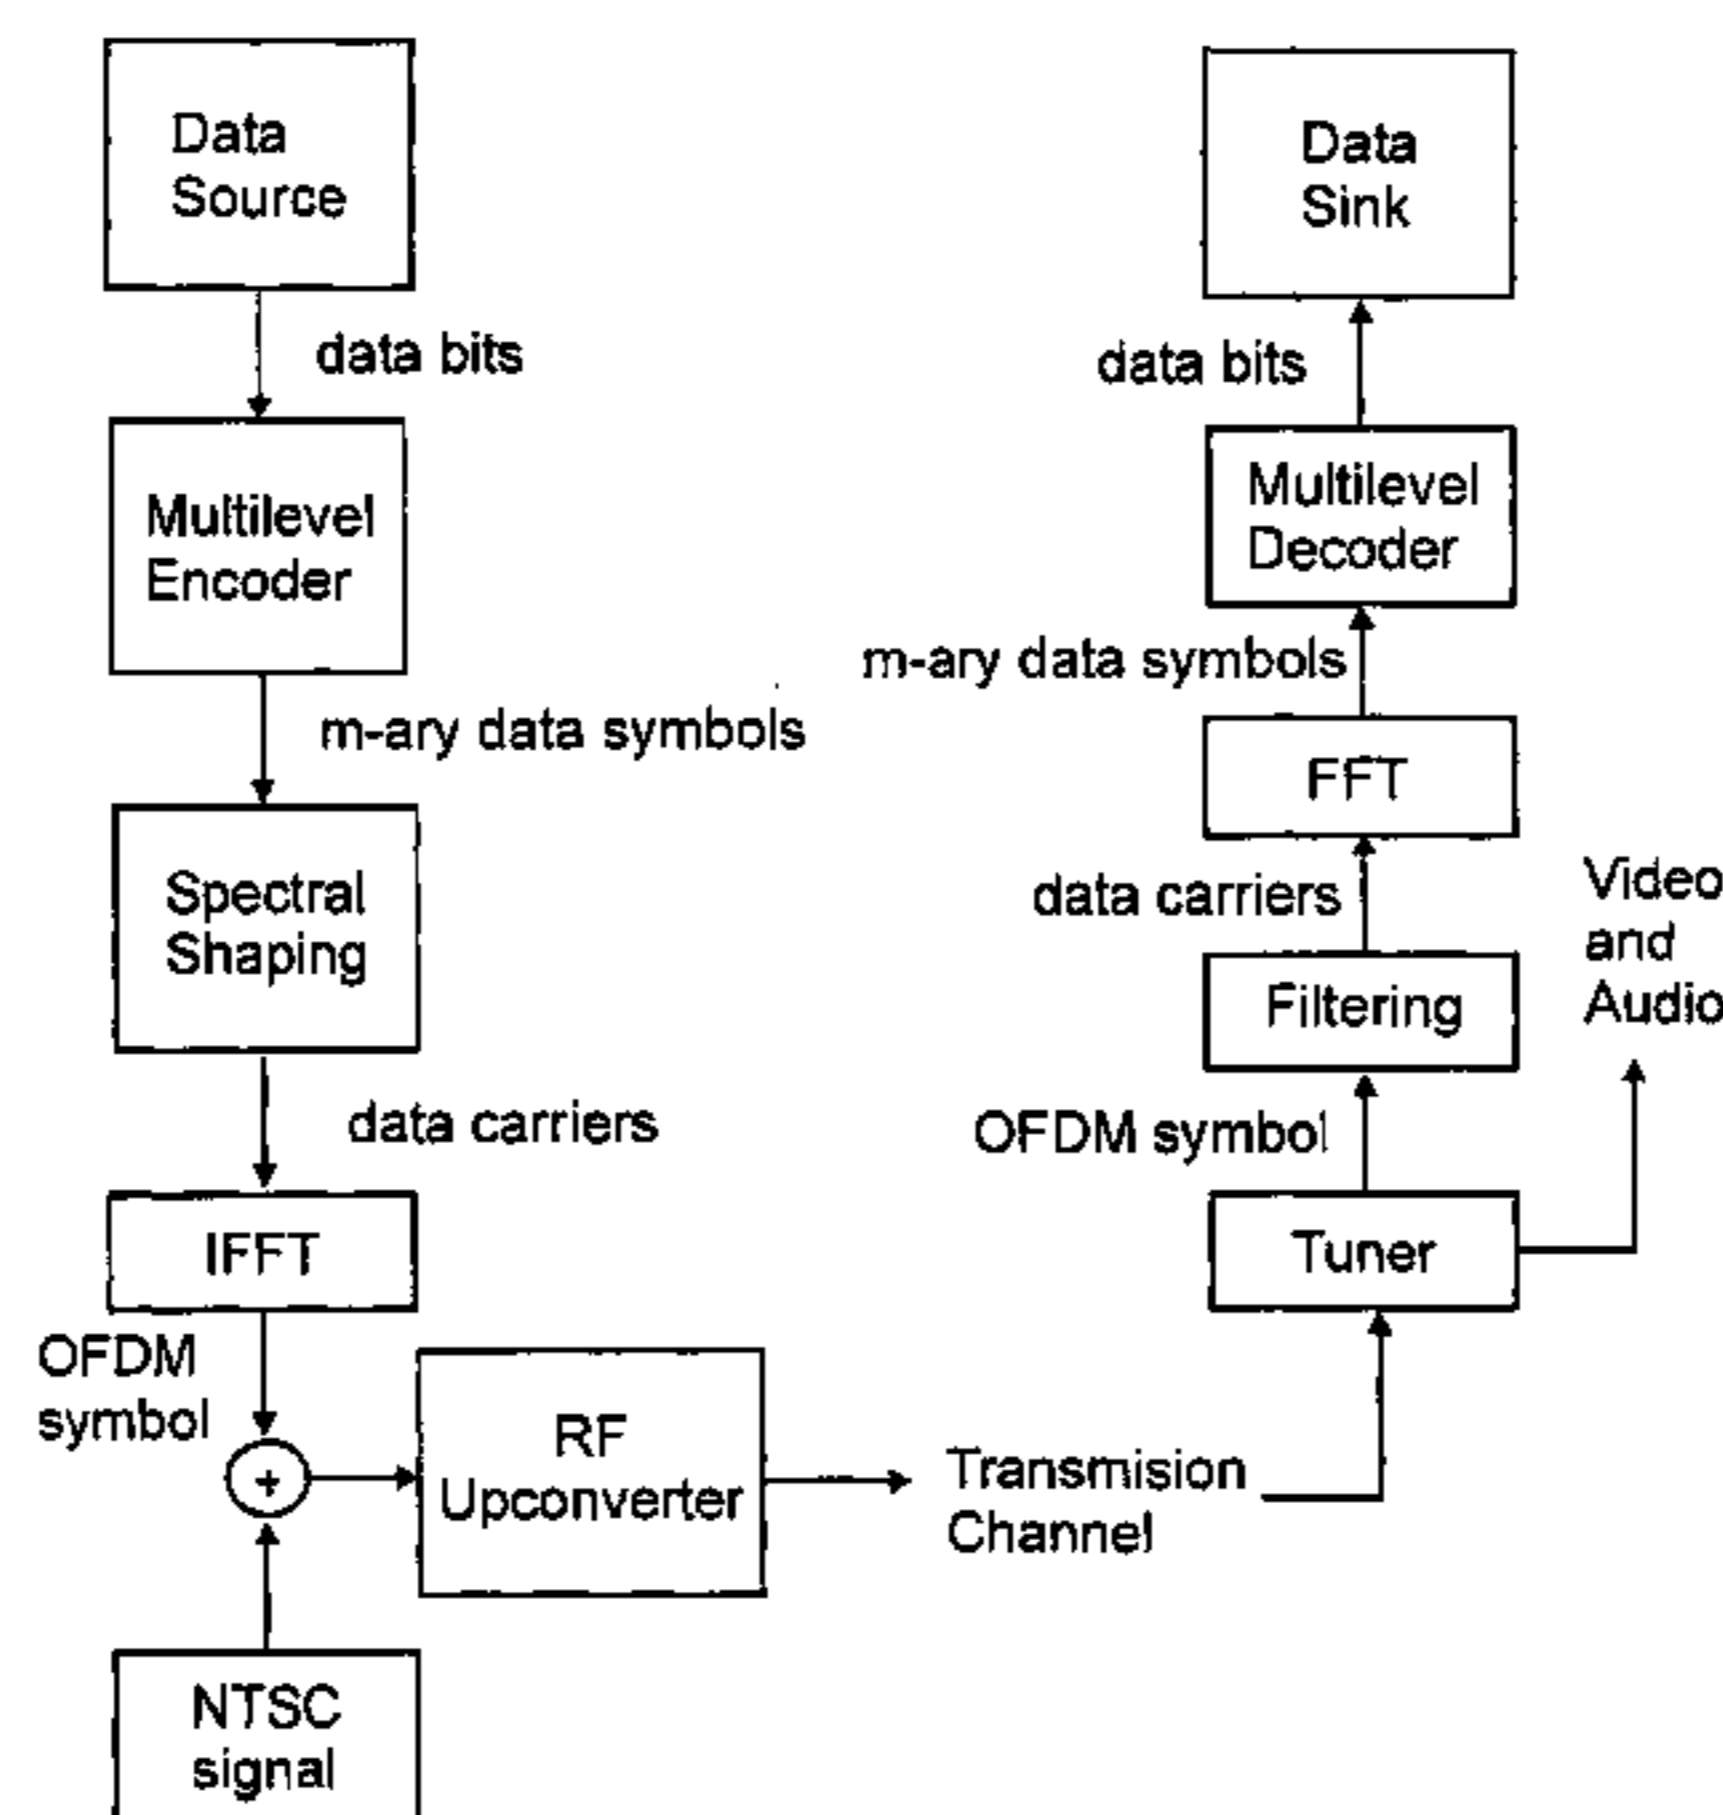 Data
Source
data bits
Multilevel
Encoder
m-ary data symbols
Spectral
Shaping
data carriers
IFFT
OFDM
symbol
+
RF
Upconverter
NTSC
signal
Transmision
Channel
Data
Sink
data bits
Multilevel
Decoder
m-ary data symbols
FFT
data carriers
Filtering
OFDM symbol
Tuner
Video
and
Audio